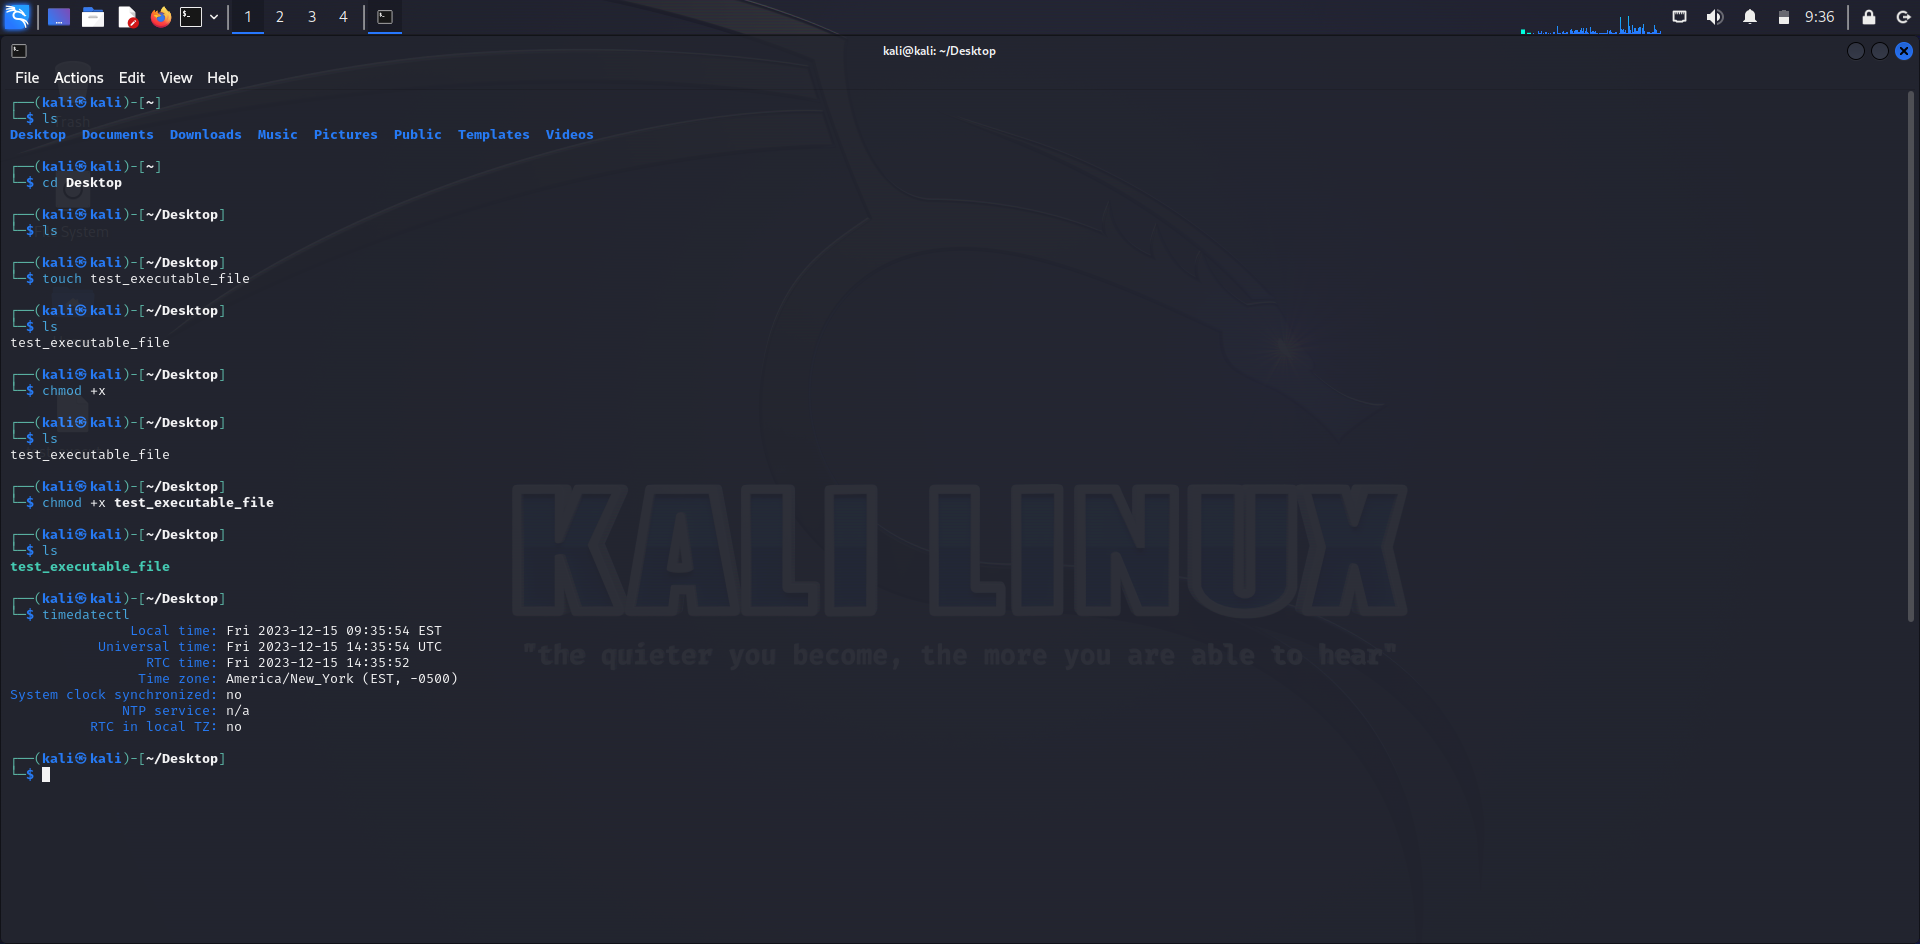 1 2 3 4 9:36
kali@kali: ~/Desktop
File Actions Edit View Help
┌──(kali㉿kali)-[~]
└─$ ls
Desktop Documents Downloads Music Pictures Public Templates Videos
┌──(kali㉿kali)-[~]
└─$ cd Desktop
┌──(kali㉿kali)-[~/Desktop]
└─$ ls
┌──(kali㉿kali)-[~/Desktop]
└─$ touch test_executable_file
┌──(kali㉿kali)-[~/Desktop]
└─$ ls
test_executable_file
┌──(kali㉿kali)-[~/Desktop]
└─$ chmod +x
┌──(kali㉿kali)-[~/Desktop]
└─$ ls
test_executable_file
┌──(kali㉿kali)-[~/Desktop]
└─$ chmod +x test_executable_file
┌──(kali㉿kali)-[~/Desktop]
└─$ ls
test_executable_file
┌──(kali㉿kali)-[~/Desktop]
└─$ timedatectl
Local time: Fri 2023-12-15 09:35:54 EST
Universal time: Fri 2023-12-15 14:35:54 UTC
RTC time: Fri 2023-12-15 14:35:52
Time zone: America/New_York (EST, -0500)
System clock synchronized: no
NTP service: n/a
RTC in local TZ: no
┌──(kali㉿kali)-[~/Desktop]
└─$
KALI LINUX
"the quieter you become, the more you are able to hear"